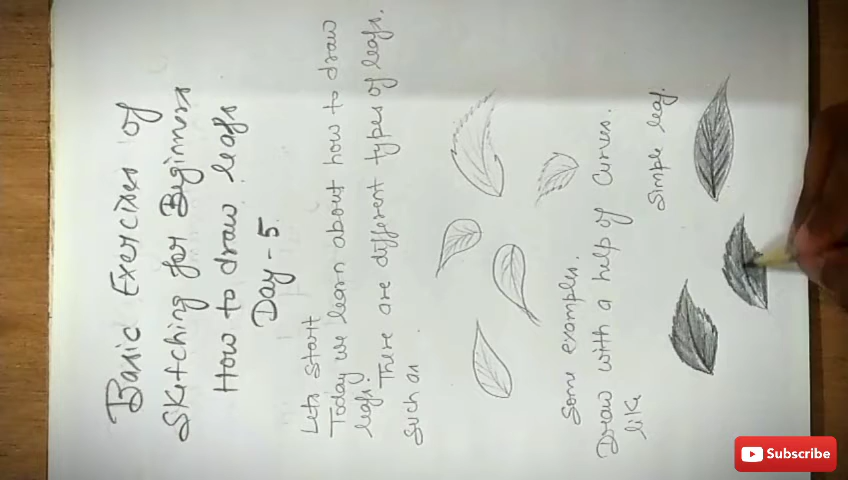 Basic Exercises of
Sketching for Beginners
How to draw leafs
Day - 5
Lets start
Today we learn about how to draw
leafs.
There are different types of leafs.
such as
Some examples.
Draw with a help of curves.
like
Simple leaf.
Subscribe